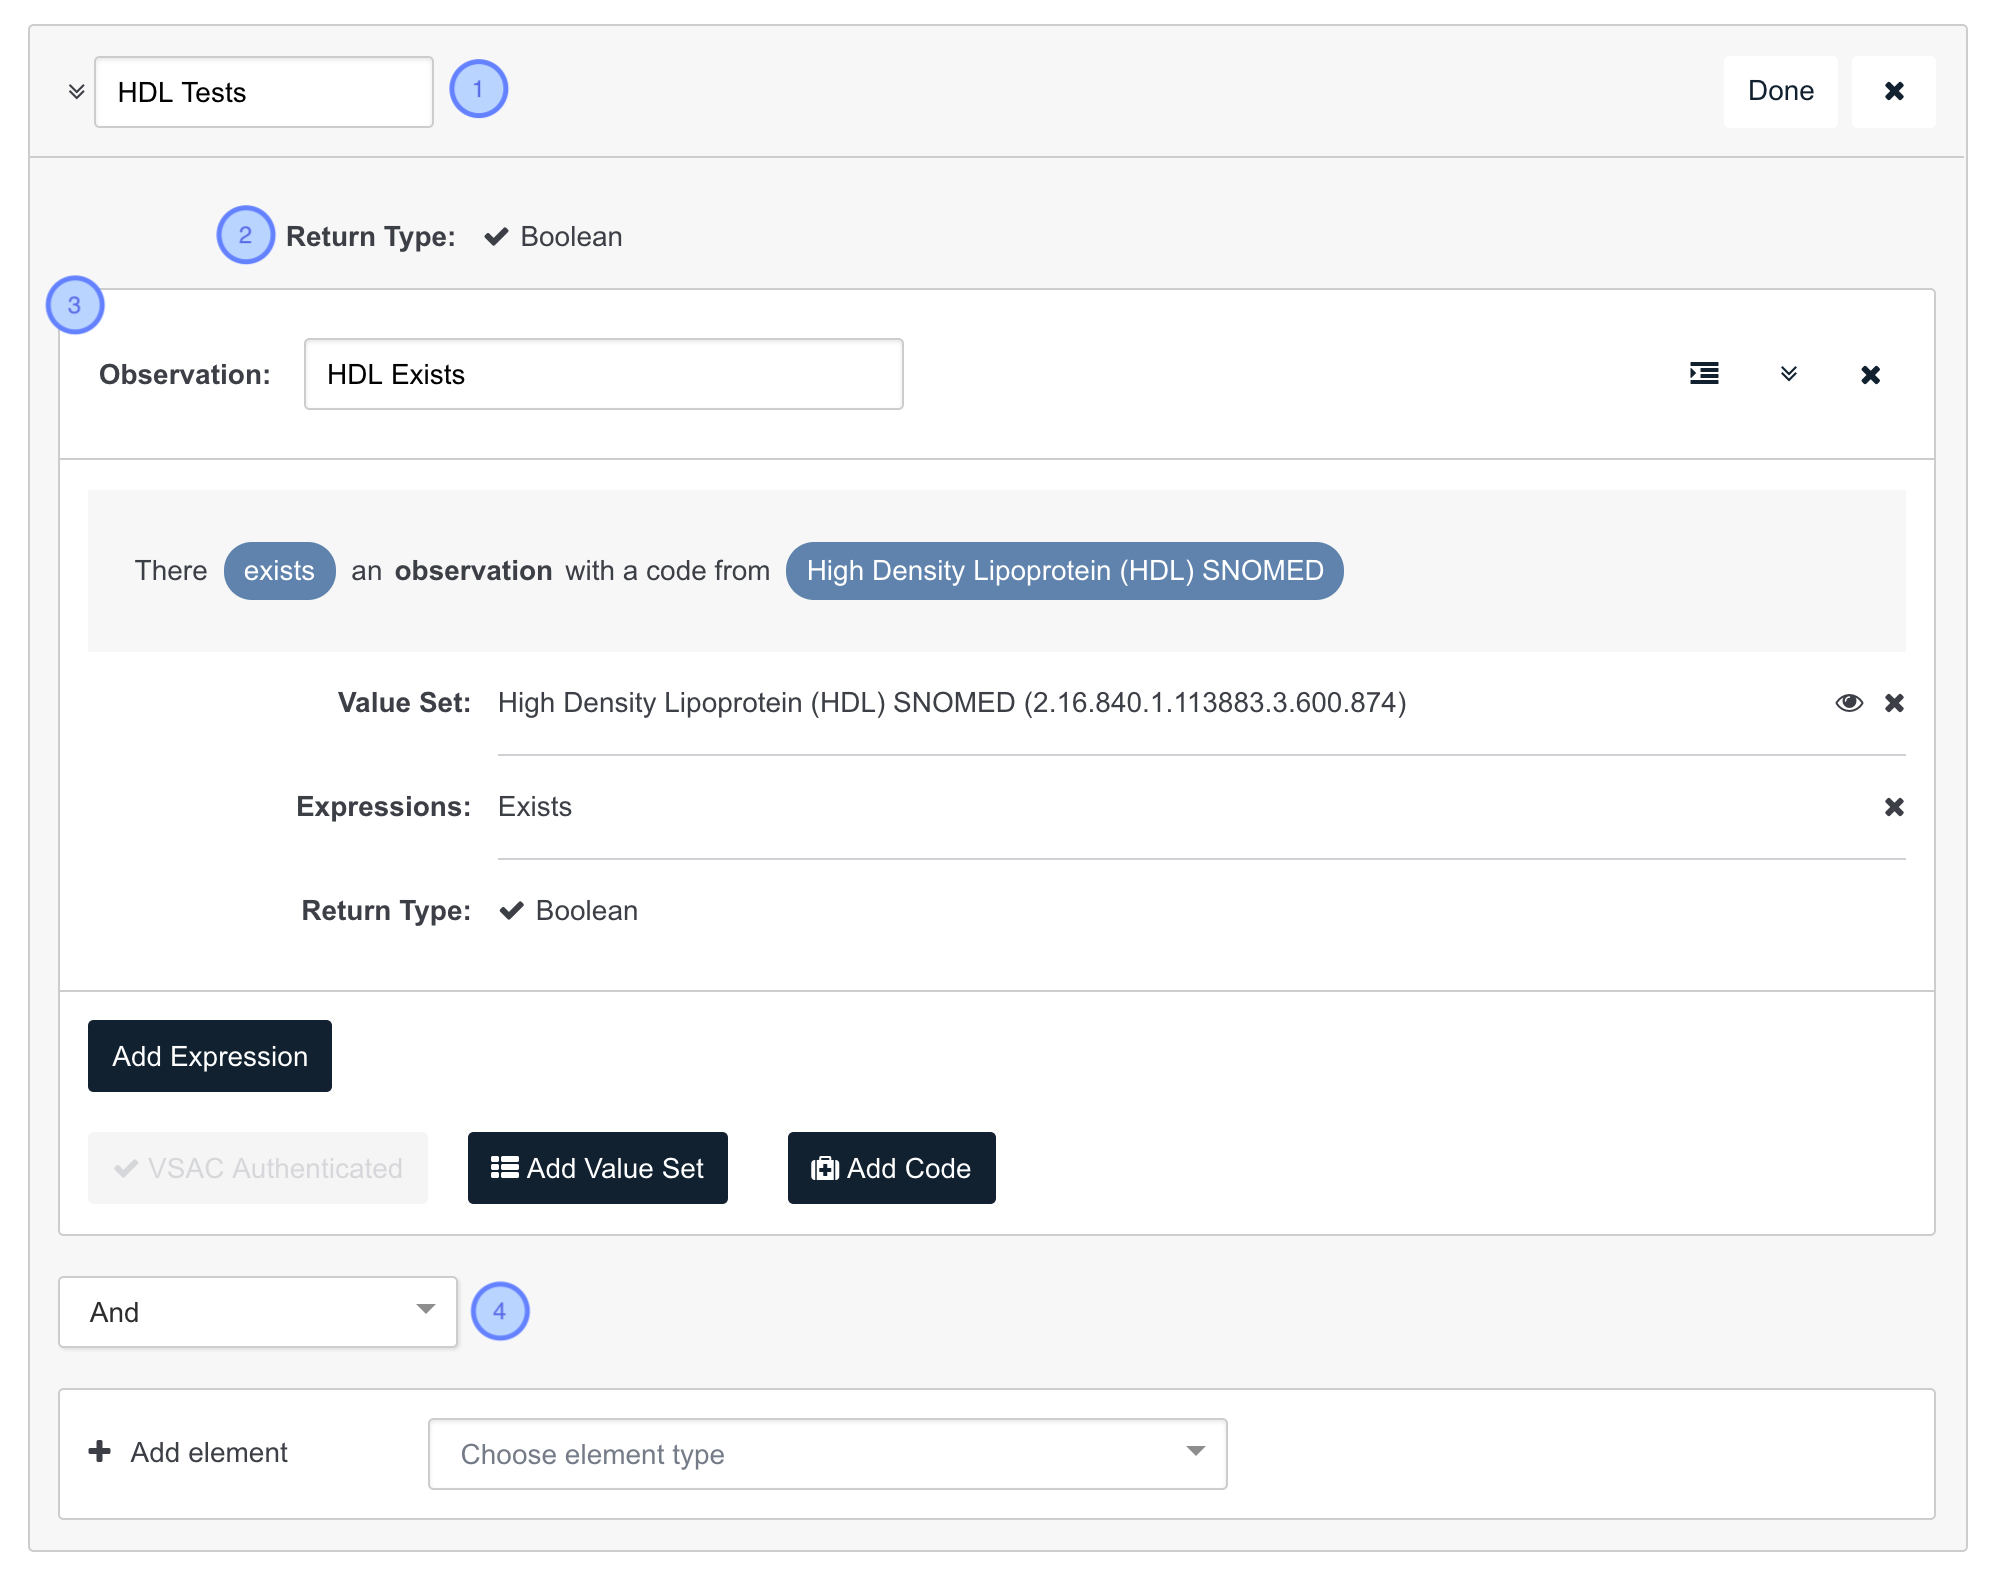 HDL Tests 1 Done
2 Return Type: Boolean
3
Observation: HDL Exists
There exists an observation with a code from High Density Lipoprotein (HDL) SNOMED
Value Set: High Density Lipoprotein (HDL) SNOMED (2.16.840.1.113883.3.600.874)
Expressions: Exists
Return Type: Boolean
Add Expression
VSAC Authenticated Add Value Set Add Code
And 4
Add element Choose element type